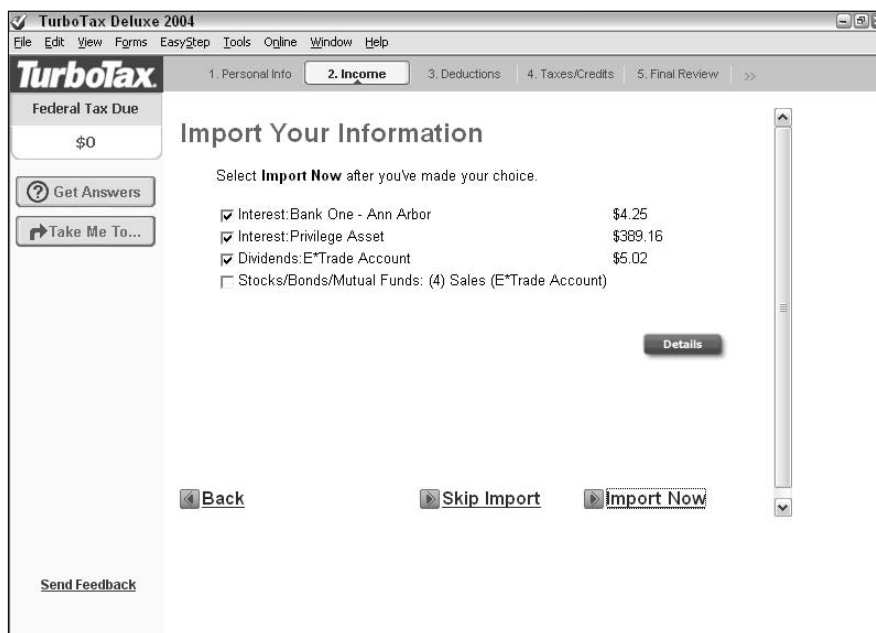 TurboTax Deluxe 2004
File Edit View Forms EasyStep Tools Online Window Help
TurboTax.
1. Personal Info 2. Income 3. Deductions 4. Taxes/Credits 5. Final Review >>
Federal Tax Due
$0
Get Answers
Take Me To...
Import Your Information
Select Import Now after you've made your choice.
Interest:Bank One - Ann Arbor $4.25
Interest:Privilege Asset $389.16
Dividends:E*Trade Account $5.02
Stocks/Bonds/Mutual Funds: (4) Sales (E*Trade Account)
Details
Back Skip Import Import Now
Send Feedback